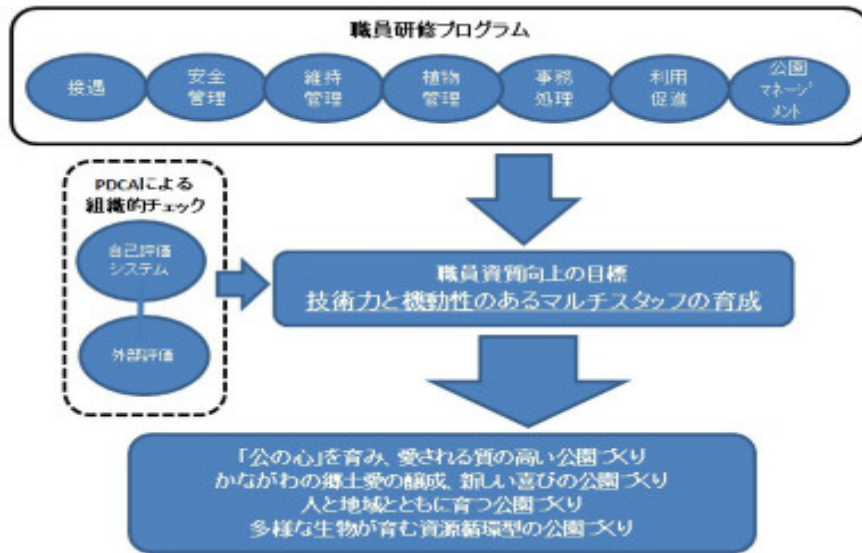 職員研修プログラム
接遇
安全
管理
維持
管理
植物
管理
事務
処理
利用
促進
公園
マネージ
メント
PDCAによる
組織的チェック
自己評価
システム
外部評価
職員資質向上の目標
技術力と機動性のあるマルチスタッフの育成
「公の心」を育み、愛される質の高い公園づくり
かながわの郷土愛の醸成、新しい喜びの公園づくり
人と地域とともに育つ公園づくり
多様な生物が育む資源循環型の公園づくり